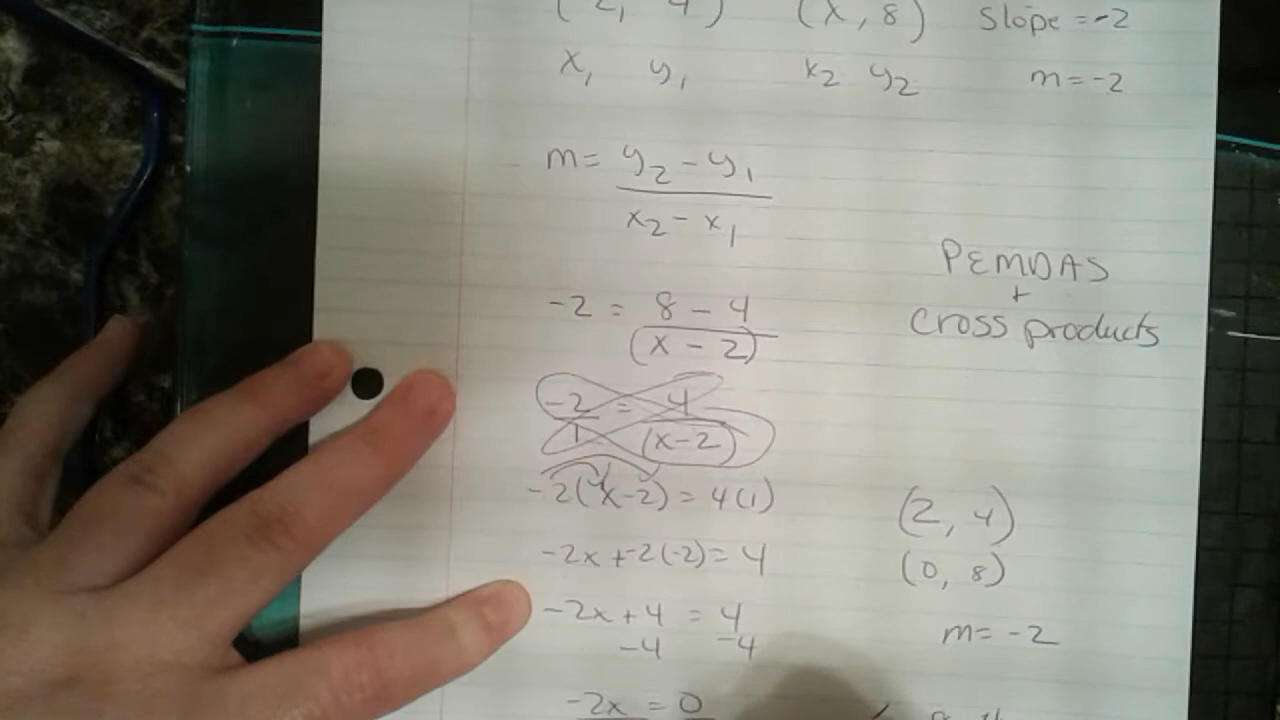 (2, 4) (x, 8) Slope = -2
x1 y1 x2 y2 m = -2
m = y2 - y1
x2 - x1
PEMDAS
+
Cross products
-2 = 8 - 4
(x - 2)
-2 = 4
1 (x-2)
-2(x-2) = 4(1)
(2, 4)
-2x + -2(-2) = 4
(0, 8)
-2x + 4 = 4
-4 -4
m = -2
-2x = 0